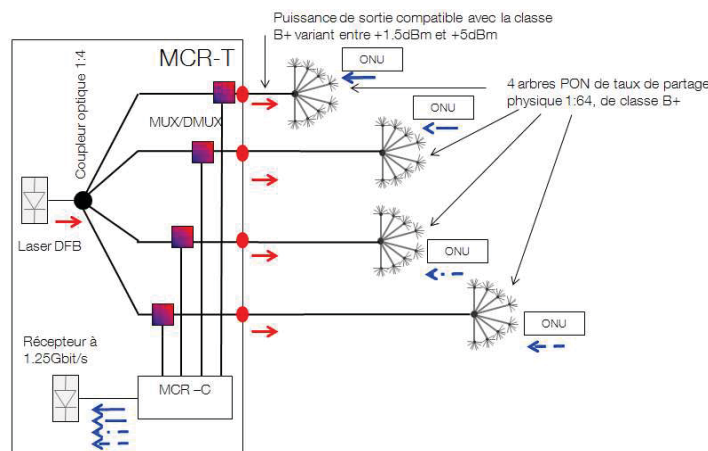 Puissance de sortie compatible avec la classe
B+ variant entre +1.5dBm et +5dBm
MCR-T
Coupleur optique 1:4
ONU
4 arbres PON de taux de partage
physique 1:64, de classe B+
ONU
MUX/DMUX
Laser DFB
ONU
ONU
Récepteur à
1.25Gbit/s
MCR –C